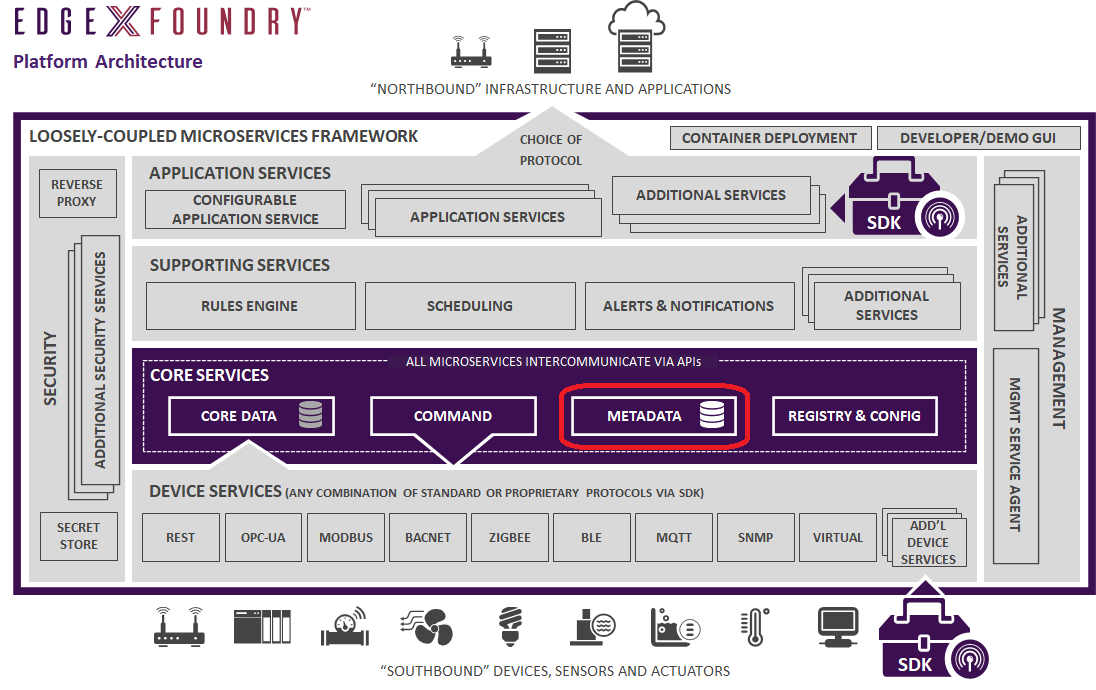 EDGE X FOUNDRY™
Platform Architecture
“NORTHBOUND” INFRASTRUCTURE AND APPLICATIONS
LOOSELY-COUPLED MICROSERVICES FRAMEWORK
CHOICE OF
PROTOCOL
CONTAINER DEPLOYMENT
DEVELOPER/DEMO GUI
REVERSE
PROXY
SECURITY
ADDITIONAL SECURITY SERVICES
SECRET
STORE
APPLICATION SERVICES
CONFIGURABLE
APPLICATION SERVICE
APPLICATION SERVICES
ADDITIONAL SERVICES
SDK
SUPPORTING SERVICES
RULES ENGINE
SCHEDULING
ALERTS & NOTIFICATIONS
ADDITIONAL
SERVICES
ALL MICROSERVICES INTERCOMMUNICATE VIA APIs
CORE SERVICES
CORE DATA
COMMAND
METADATA
REGISTRY & CONFIG
DEVICE SERVICES (ANY COMBINATION OF STANDARD OR PROPRIETARY PROTOCOLS VIA SDK)
REST
OPC-UA
MODBUS
BACNET
ZIGBEE
BLE
MQTT
SNMP
VIRTUAL
ADD’L
DEVICE
SERVICES
ADDITIONAL
SERVICES
MANAGEMENT
MGMT SERVICE AGENT
“SOUTHBOUND” DEVICES, SENSORS AND ACTUATORS
SDK